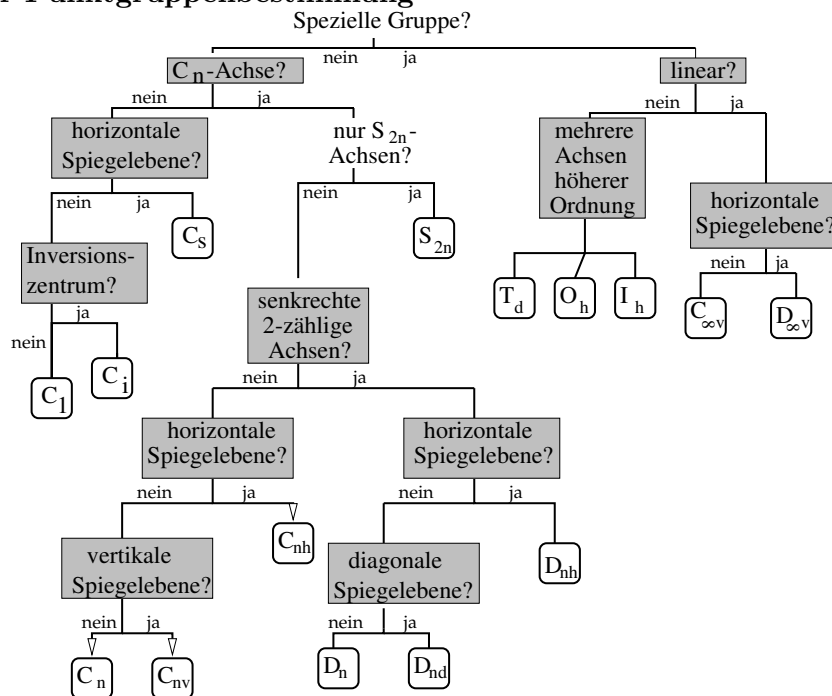 Spezielle Gruppe?
nein ja
C n-Achse?
linear?
nein ja
nein ja
horizontale
Spiegelebene?
nur S 2n-
Achsen?
mehrere
Achsen
höherer
Ordnung
horizontale
Spiegelebene?
nein ja
nein ja
C S
S 2n
Inversions-
zentrum?
nein ja
T d
O h
I h
C ∞v
D ∞v
ja
nein
senkrechte
2-zählige
Achsen?
C 1
C i
nein ja
horizontale
Spiegelebene?
horizontale
Spiegelebene?
nein ja
nein ja
C nh
D nh
vertikale
Spiegelebene?
diagonale
Spiegelebene?
nein ja
nein ja
C n
C nv
D n
D nd